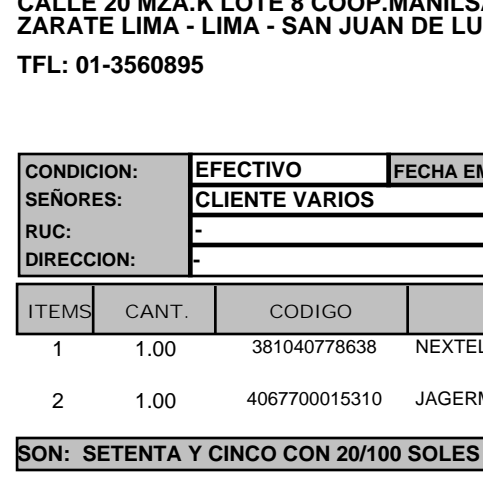 CALLE 20 MZA.K LOTE 8 COOP.MANILSA
ZARATE LIMA - LIMA - SAN JUAN DE LU
TFL: 01-3560895
CONDICION: EFECTIVO FECHA EM
SEÑORES: CLIENTE VARIOS
RUC: -
DIRECCION: -
ITEMS CANT. CODIGO
1 1.00 381040778638 NEXTEL
2 1.00 4067700015310 JAGERM
SON: SETENTA Y CINCO CON 20/100 SOLES